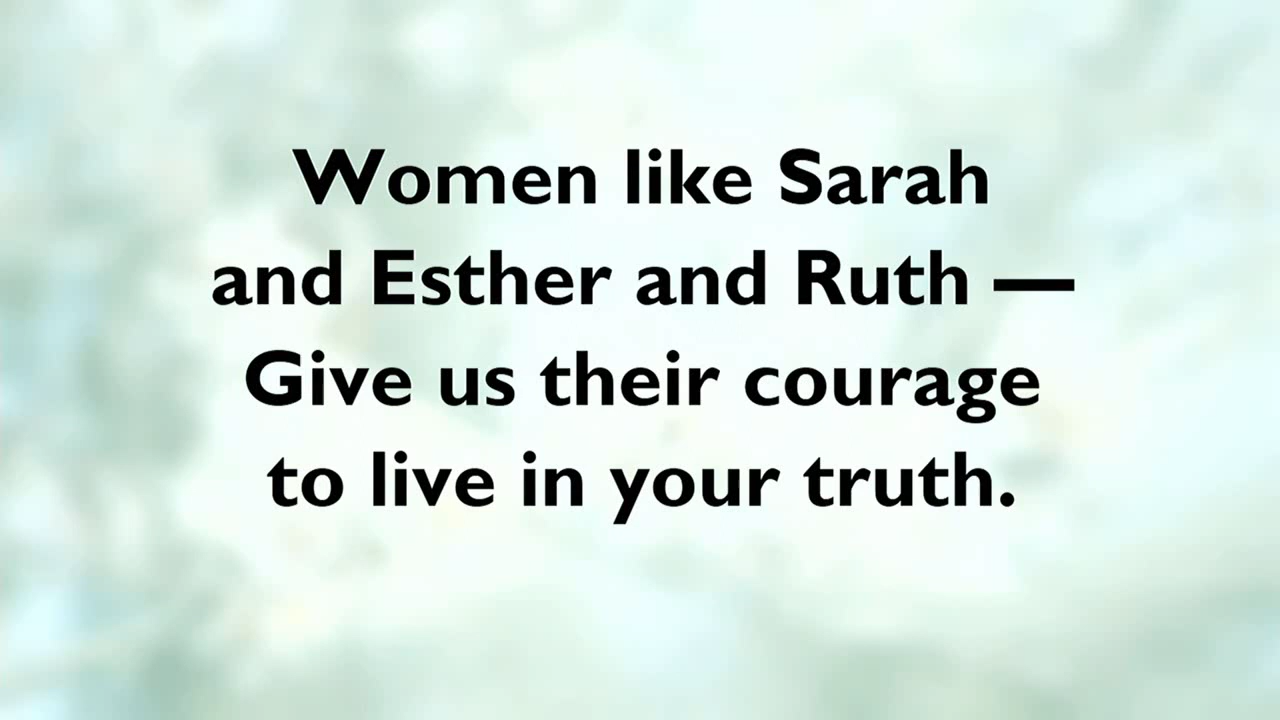 Women like Sarah
and Esther and Ruth —
Give us their courage
to live in your truth.